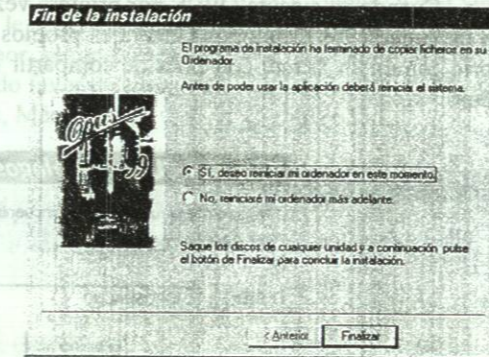 Fin de la instalación
El programa de instalación ha terminado de copiar ficheros en su
Ordenador.
Antes de poder usar la aplicación deberá reiniciar el sistema.
Opus
99
Sí, deseo reiniciar mi ordenador en este momento.
No, reiniciaré mi ordenador más adelante.
Saque los discos de cualquier unidad y a continuación pulse
el botón de Finalizar para concluir la instalación.
< Anterior
Finalizar